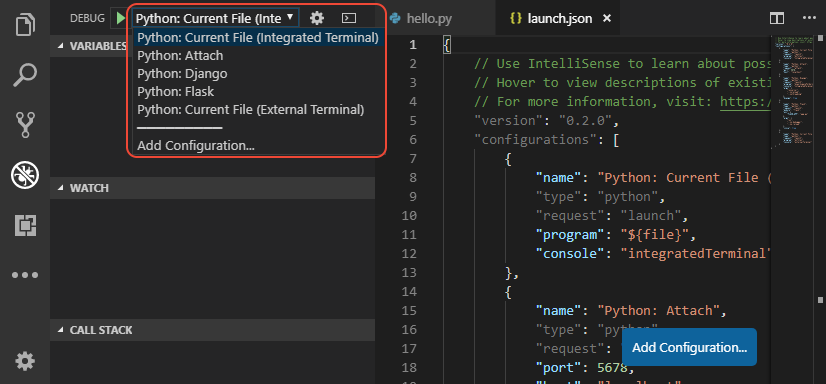 DEBUG
Python: Current File (Inte
hello.py
launch.json
Python: Current File (Integrated Terminal)
Python: Attach
Python: Django
Python: Flask
Python: Current File (External Terminal)
Add Configuration...
VARIABLES
WATCH
CALL STACK
1 {
2 // Use IntelliSense to learn about poss
3 // Hover to view descriptions of existi
4 // For more information, visit: https:/
5 "version": "0.2.0",
6 "configurations": [
7 {
8 "name": "Python: Current File (
9 "type": "python",
10 "request": "launch",
11 "program": "${file}",
12 "console": "integratedTerminal"
13 },
14 {
15 "name": "Python: Attach",
16 "type": "python
17 "request":
18 "port": 5678,
Add Configuration...